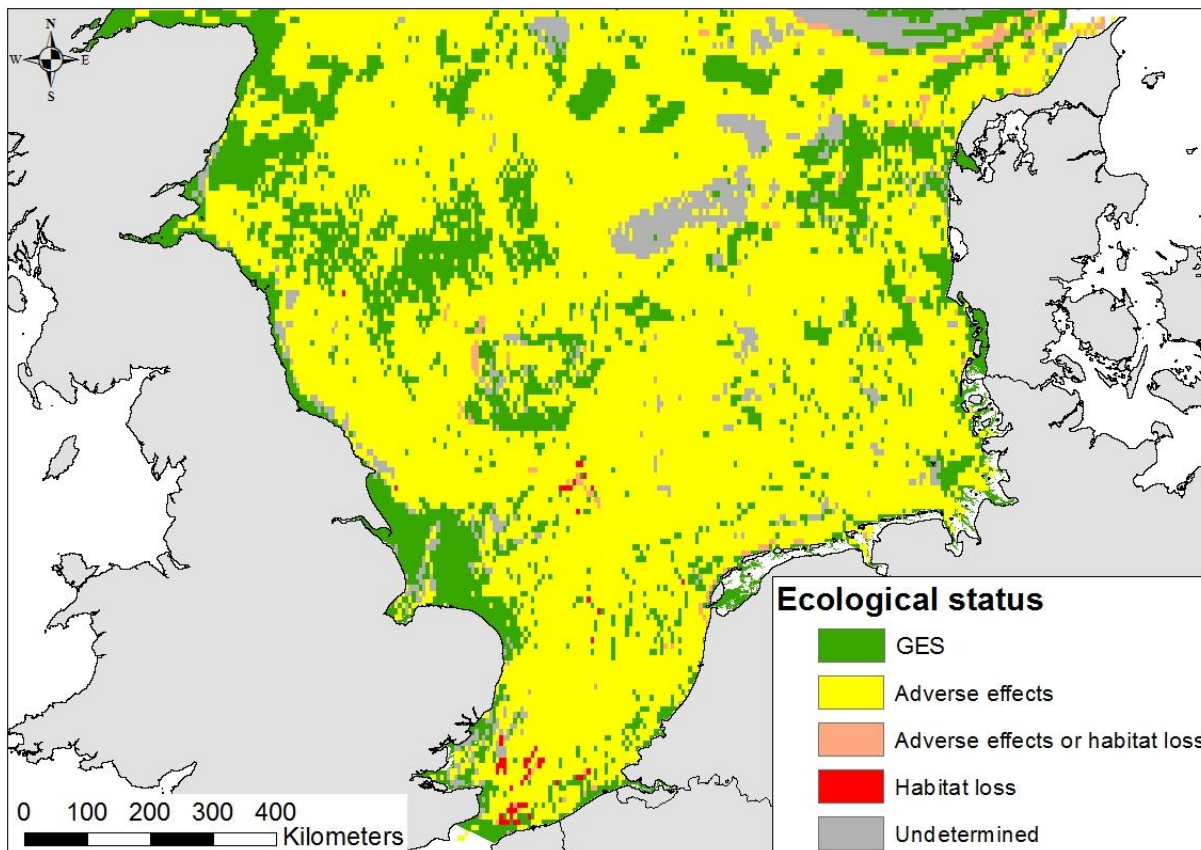 N
W
E
S
Ecological status
GES
Adverse effects
Adverse effects or habitat loss
Habitat loss
Undetermined
0 100 200 300 400
Kilometers